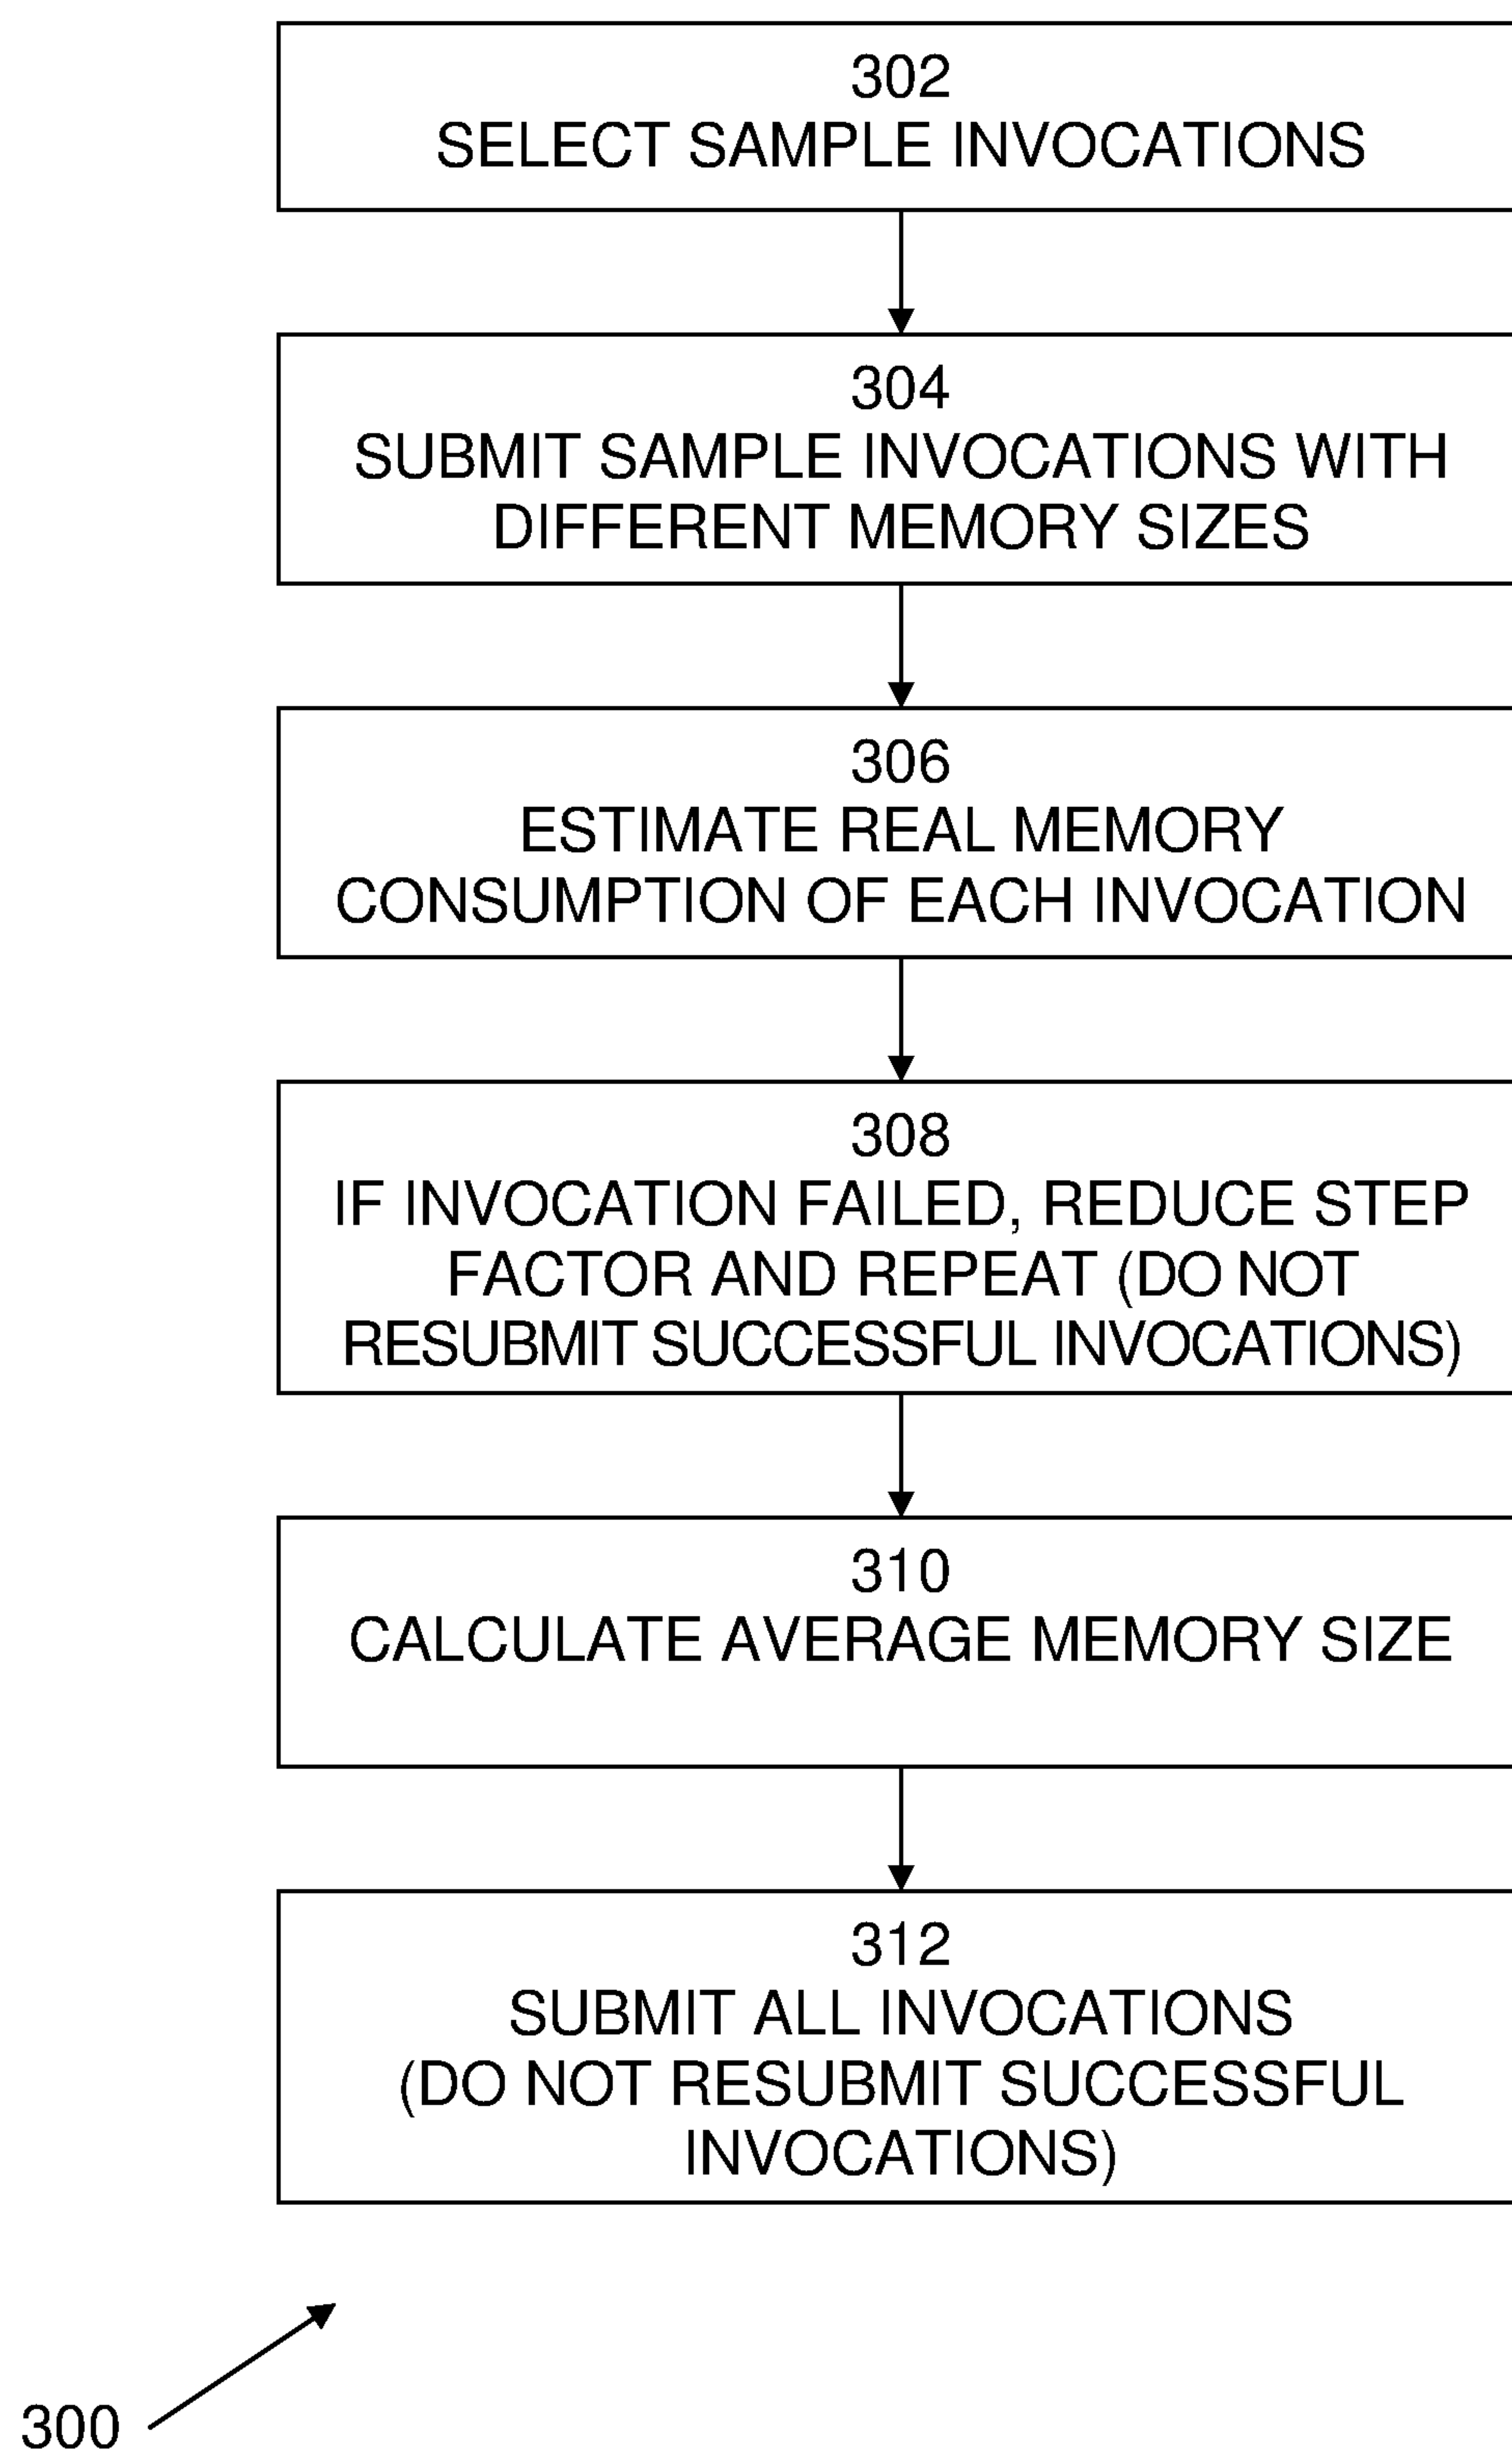 302
SELECT SAMPLE INVOCATIONS
304
SUBMIT SAMPLE INVOCATIONS WITH
DIFFERENT MEMORY SIZES
306
ESTIMATE REAL MEMORY
CONSUMPTION OF EACH INVOCATION
308
IF INVOCATION FAILED, REDUCE STEP
FACTOR AND REPEAT (DO NOT
RESUBMIT SUCCESSFUL INVOCATIONS)
310
CALCULATE AVERAGE MEMORY SIZE
312
SUBMIT ALL INVOCATIONS
(DO NOT RESUBMIT SUCCESSFUL
INVOCATIONS)
300